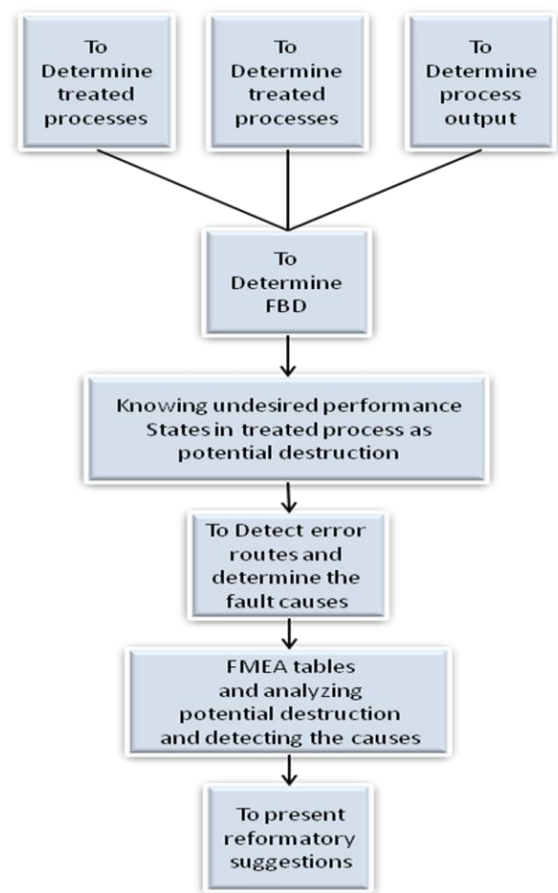 To
Determine
treated
processes
To
Determine
treated
processes
To
Determine
process
output
To
Determine
FBD
Knowing undesired performance
States in treated process as
potential destruction
To Detect error
routes and
determine the
fault causes
FMEA tables
and analyzing
potential destruction
and detecting the causes
To present
reformatory
suggestions